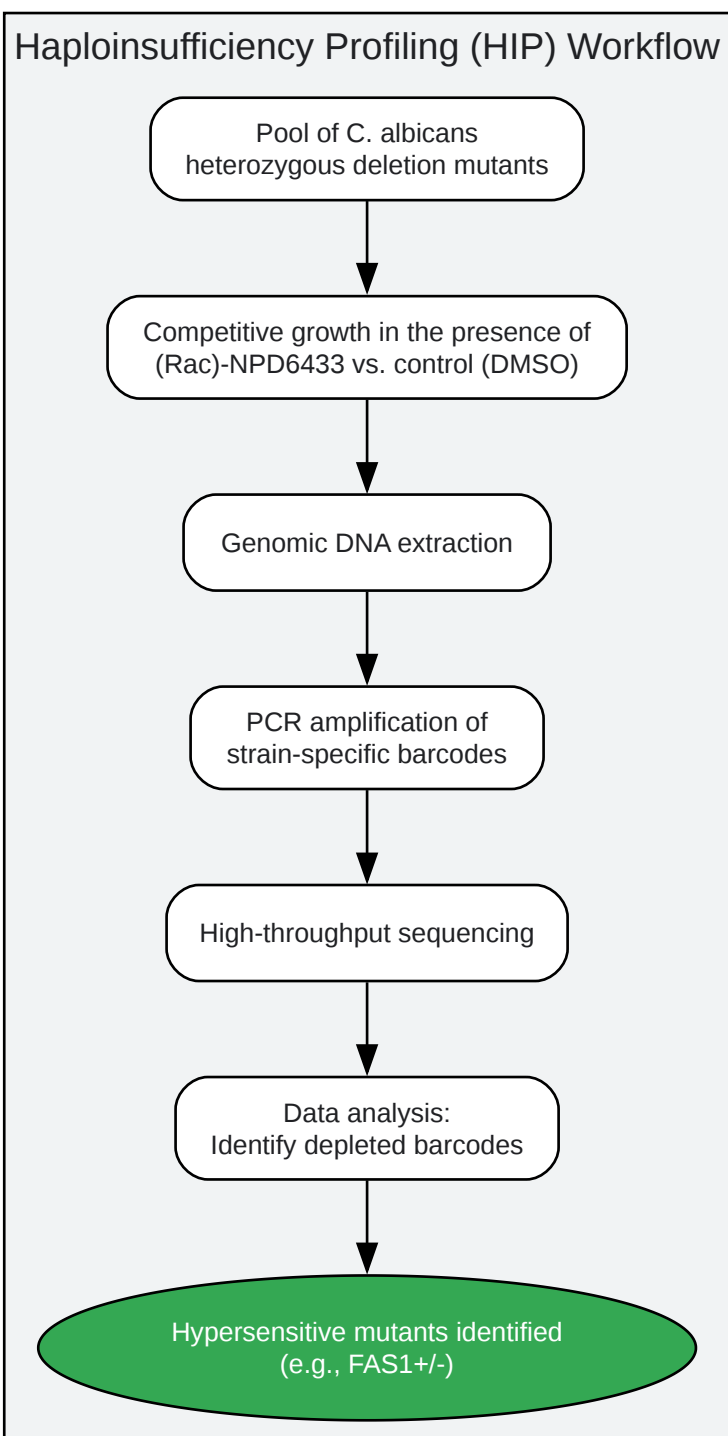 Haploinsufficiency Profiling (HIP) Workflow
Pool of C. albicans
heterozygous deletion mutants
Competitive growth in the presence of
(Rac)-NPD6433 vs. control (DMSO)
Genomic DNA extraction
PCR amplification of
strain-specific barcodes
High-throughput sequencing
Data analysis:
Identify depleted barcodes
Hypersensitive mutants identified
(e.g., FAS1+/-)